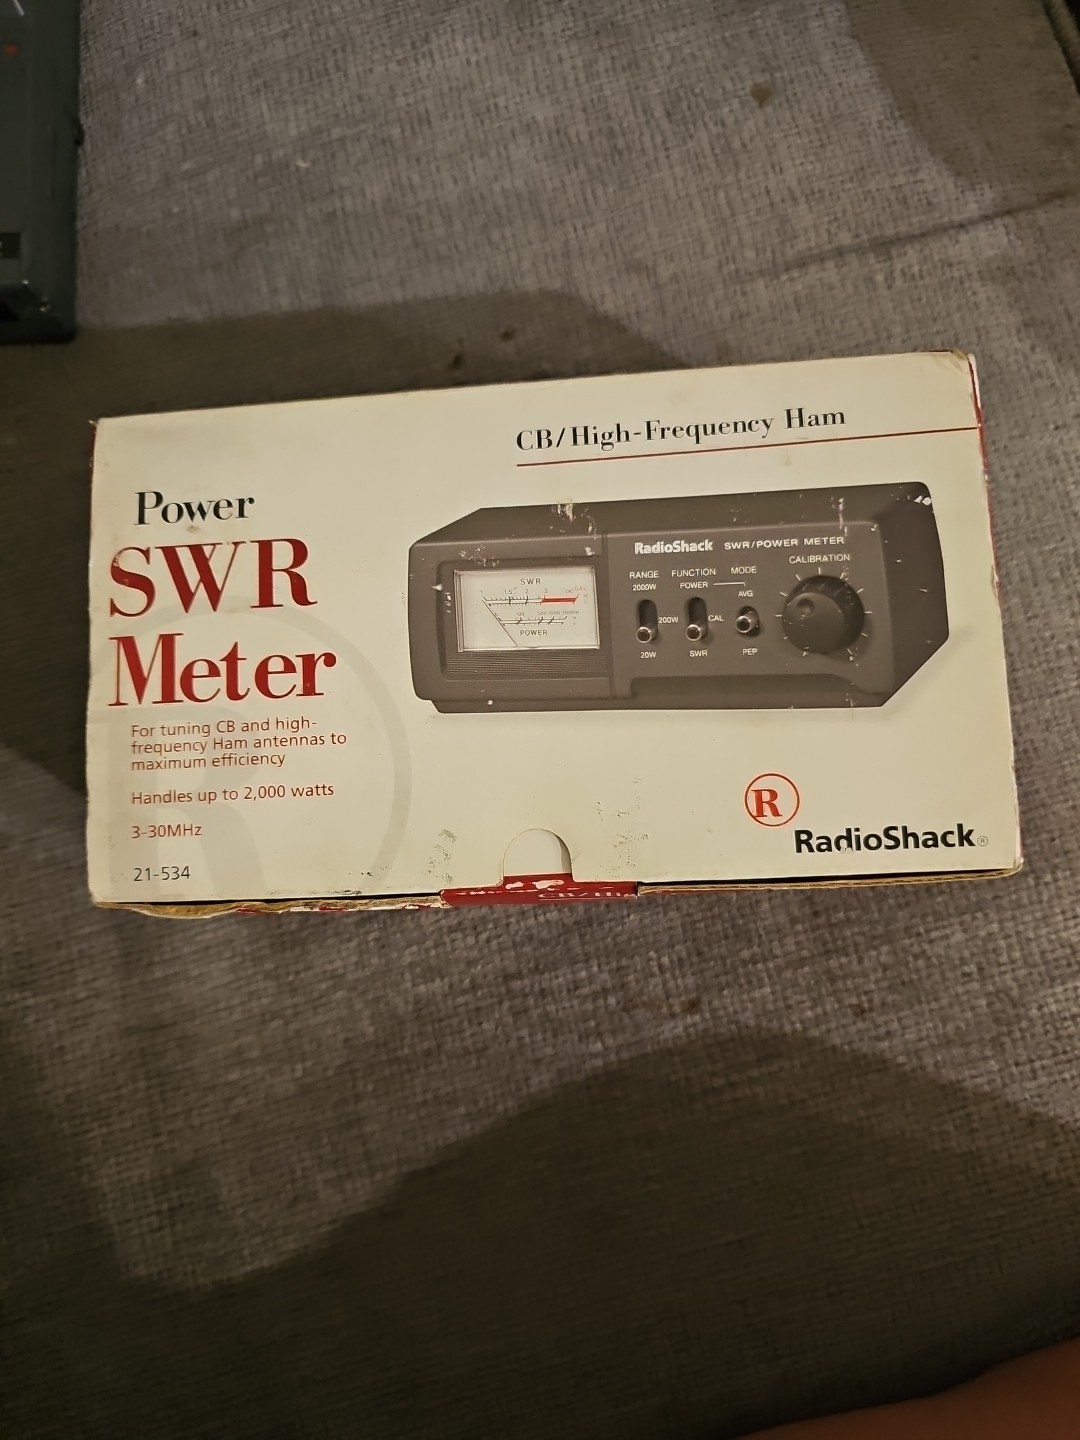 CB/High-Frequency Ham
Power
SWR
Meter
For tuning CB and high-
frequency Ham antennas to
maximum efficiency
Handles up to 2,000 watts
3-30MHz
21-534
RadioShack SWR/POWER METER
RANGE FUNCTION MODE CALIBRATION
2000W POWER AVG
200W CAL
20W SWR PEP
SWR
POWER
R
RadioShack®